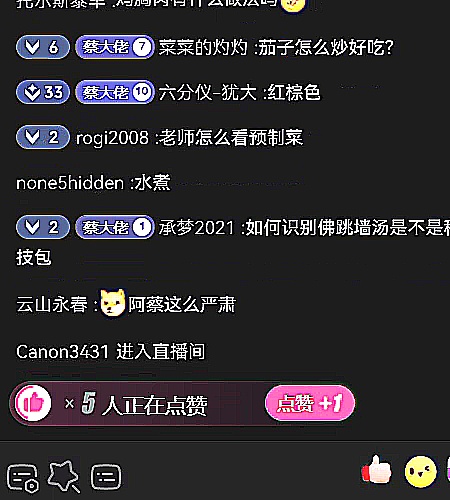 托尔斯泰军 :鸡胸肉有什么做法吗
6 蔡大佬 7 菜菜的灼灼 :茄子怎么炒好吃?
33 蔡大佬 10 六分仪-犹大 :红棕色
2 rogi2008 :老师怎么看预制菜
none5hidden :水煮
2 蔡大佬 1 承梦2021 :如何识别佛跳墙汤是不是科
技包
云山永春 : 阿蔡这么严肃
Canon3431 进入直播间
× 5 人正在点赞 点赞 +1